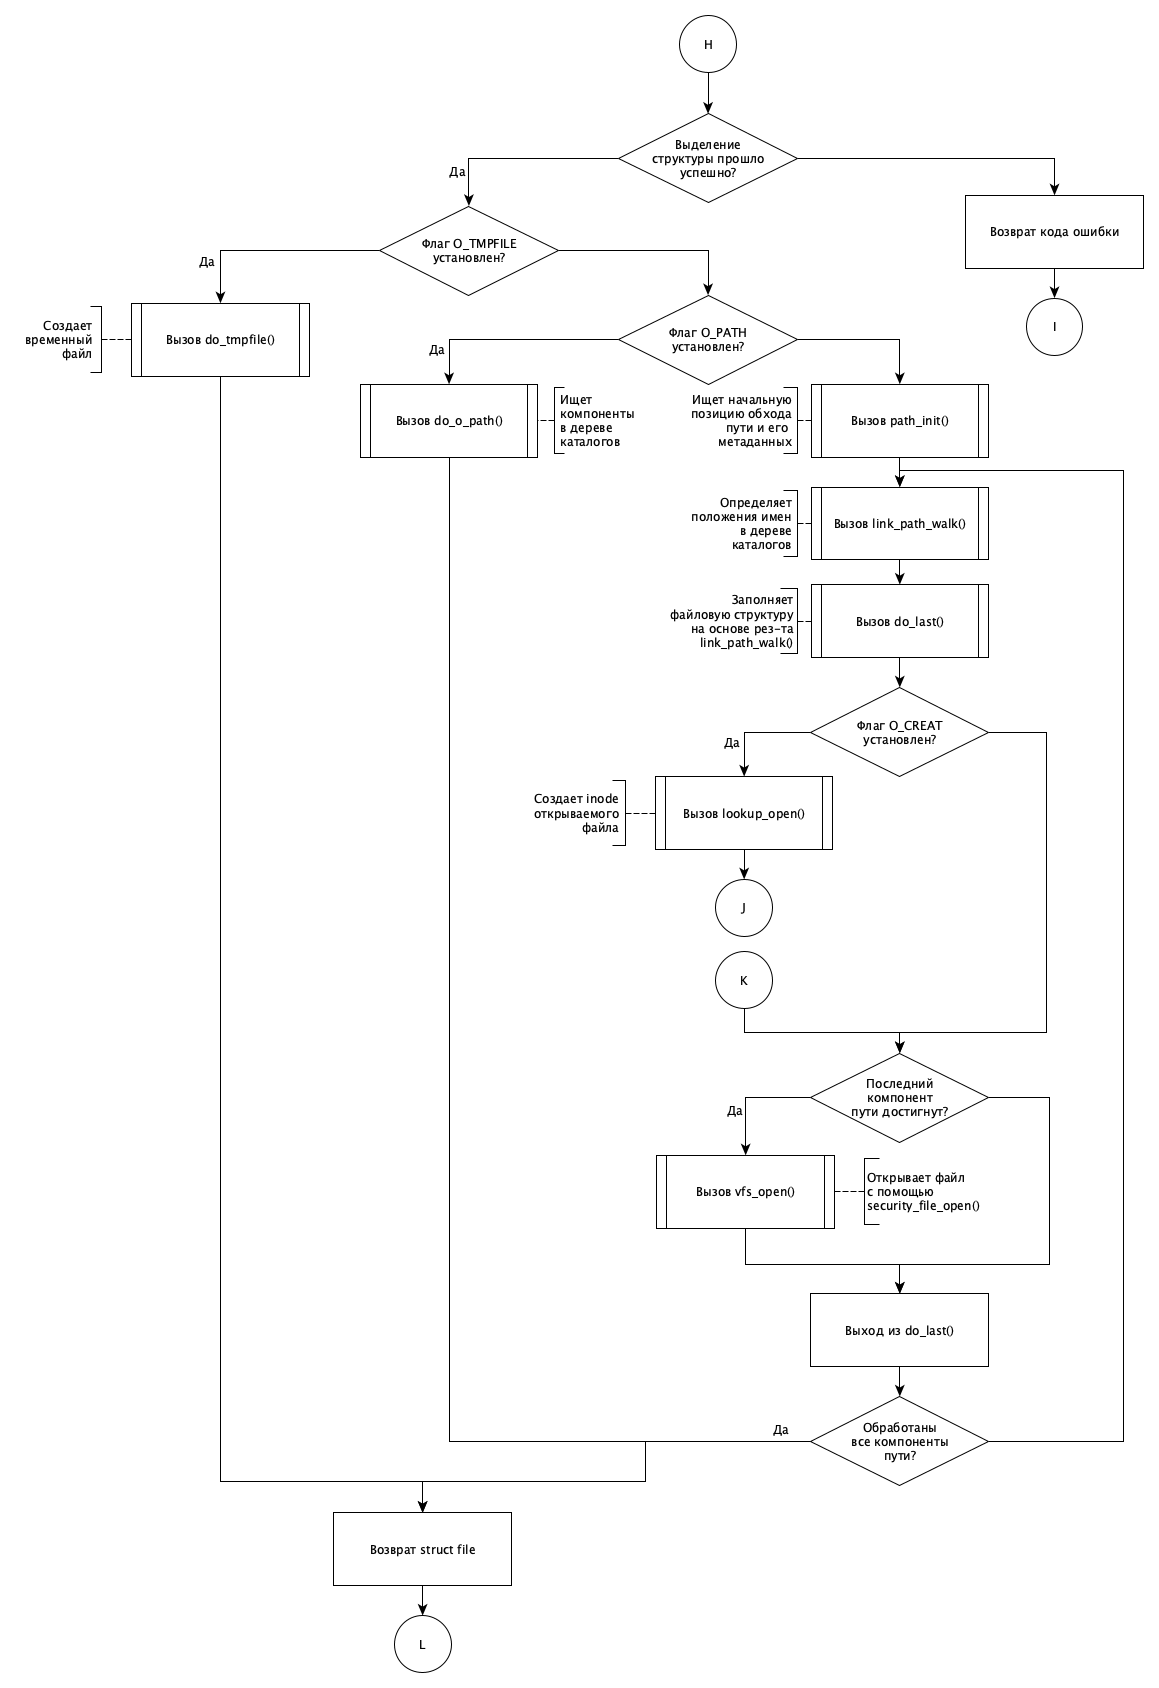 H
Выделение
структуры прошло
успешно?
Да
Возврат кода ошибки
I
Флаг O_TMPFILE
установлен?
Да
Создает
временный
файл
Вызов do_tmpfile()
Флаг O_PATH
установлен?
Да
Вызов do_o_path()
Ищет
компоненты
в дереве
каталогов
Ищет начальную
позицию обхода
пути и его
метаданных
Вызов path_init()
Определяет
положения имен
в дереве
каталогов
Вызов link_path_walk()
Заполняет
файловую структуру
на основе рез-та
link_path_walk()
Вызов do_last()
Флаг O_CREAT
установлен?
Да
Создает inode
открываемого
файла
Вызов lookup_open()
J
K
Последний
компонент
пути достигнут?
Да
Вызов vfs_open()
Открывает файл
с помощью
security_file_open()
Выход из do_last()
Обработаны
все компоненты
пути?
Да
Возврат struct file
L